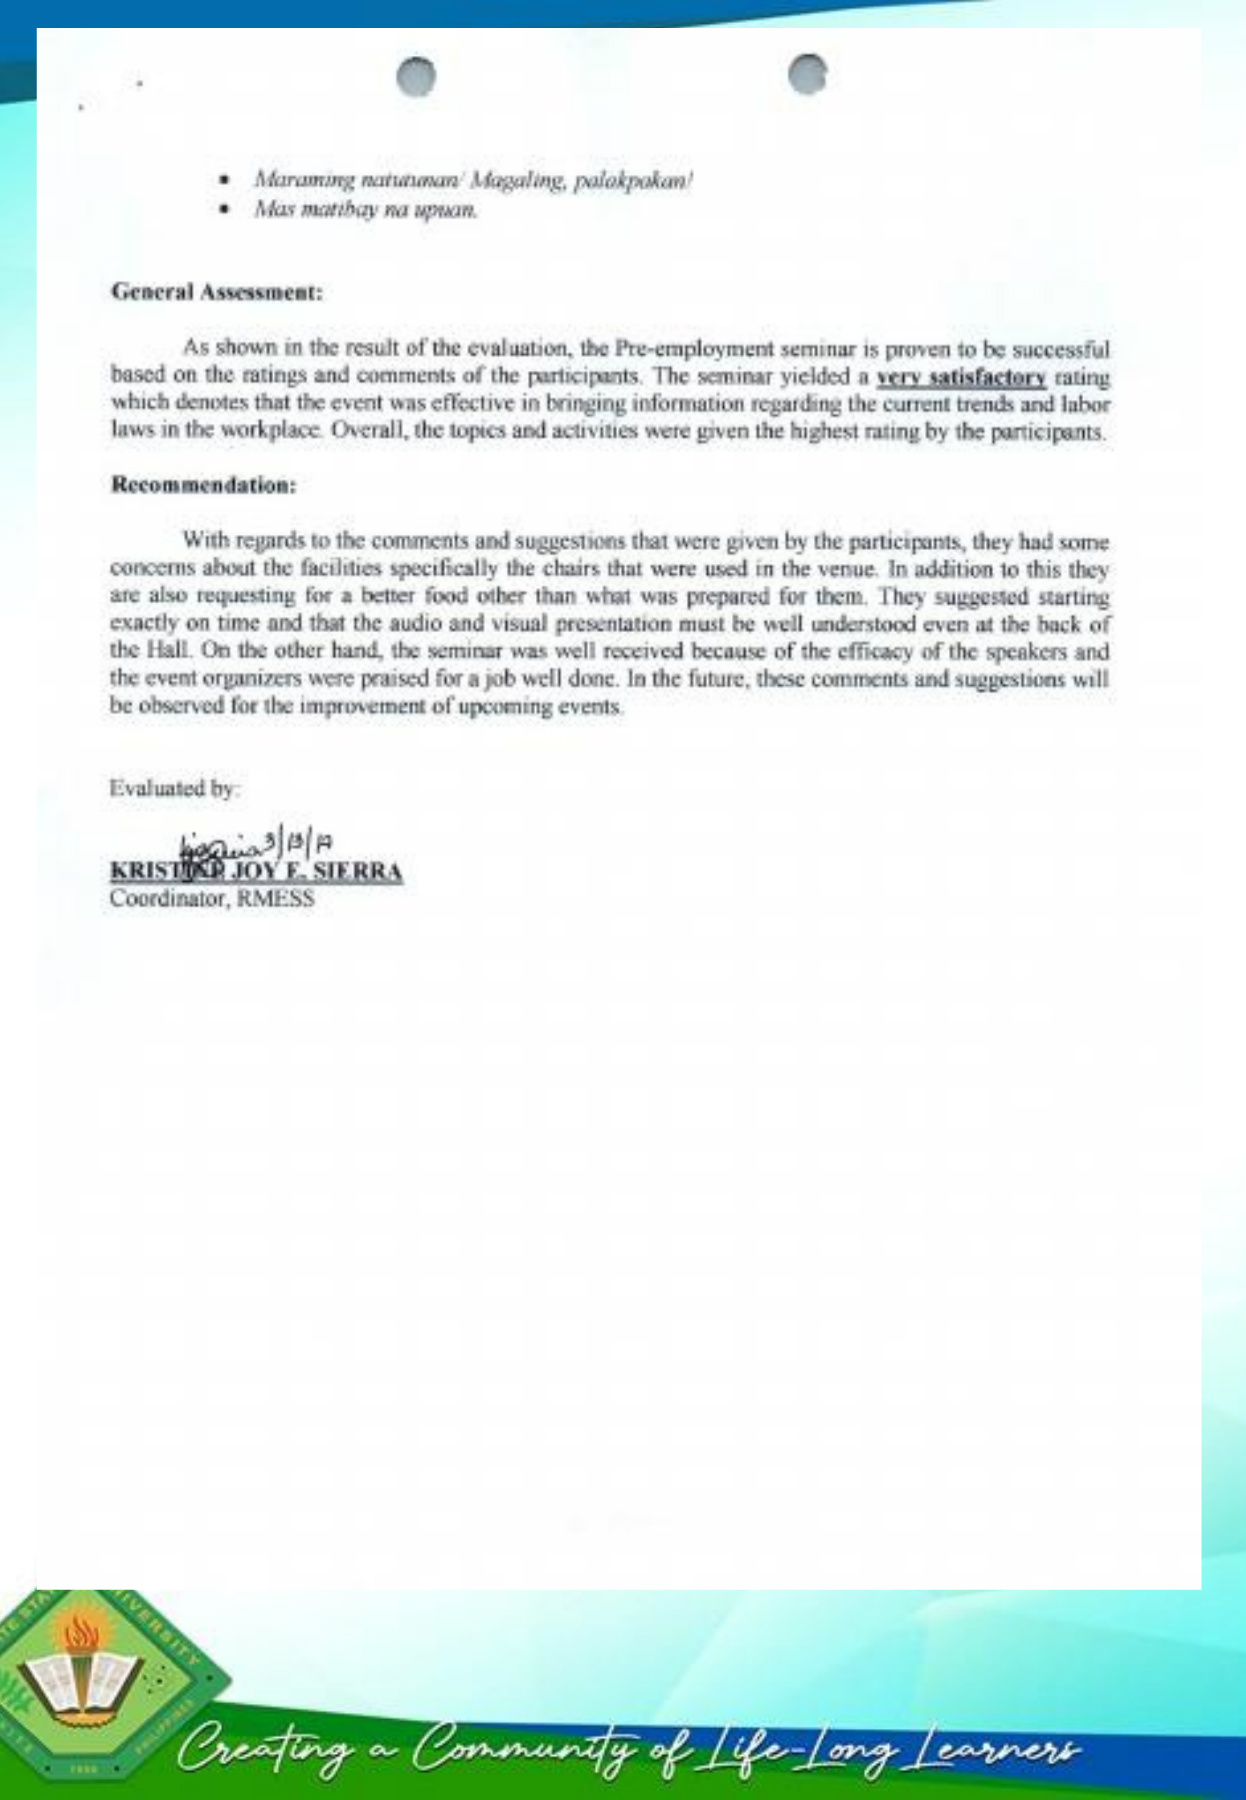 • Maraming natutunan/ Magaling, palakpakan!
• Mas matibay na upuan.
General Assessment:
As shown in the result of the evaluation, the Pre-employment seminar is proven to be successful
based on the ratings and comments of the participants. The seminar yielded a very satisfactory rating
which denotes that the event was effective in bringing information regarding the current trends and labor
laws in the workplace. Overall, the topics and activities were given the highest rating by the participants.
Recommendation:
With regards to the comments and suggestions that were given by the participants, they had some
concerns about the facilities specifically the chairs that were used in the venue. In addition to this they
are also requesting for a better food other than what was prepared for them. They suggested starting
exactly on time and that the audio and visual presentation must be well understood even at the back of
the Hall. On the other hand, the seminar was well received because of the efficacy of the speakers and
the event organizers were praised for a job well done. In the future, these comments and suggestions will
be observed for the improvement of upcoming events.
Evaluated by:
KRISTINE JOY E. SIERRA
Coordinator, RMESS
Creating a Community of Life-Long Learners